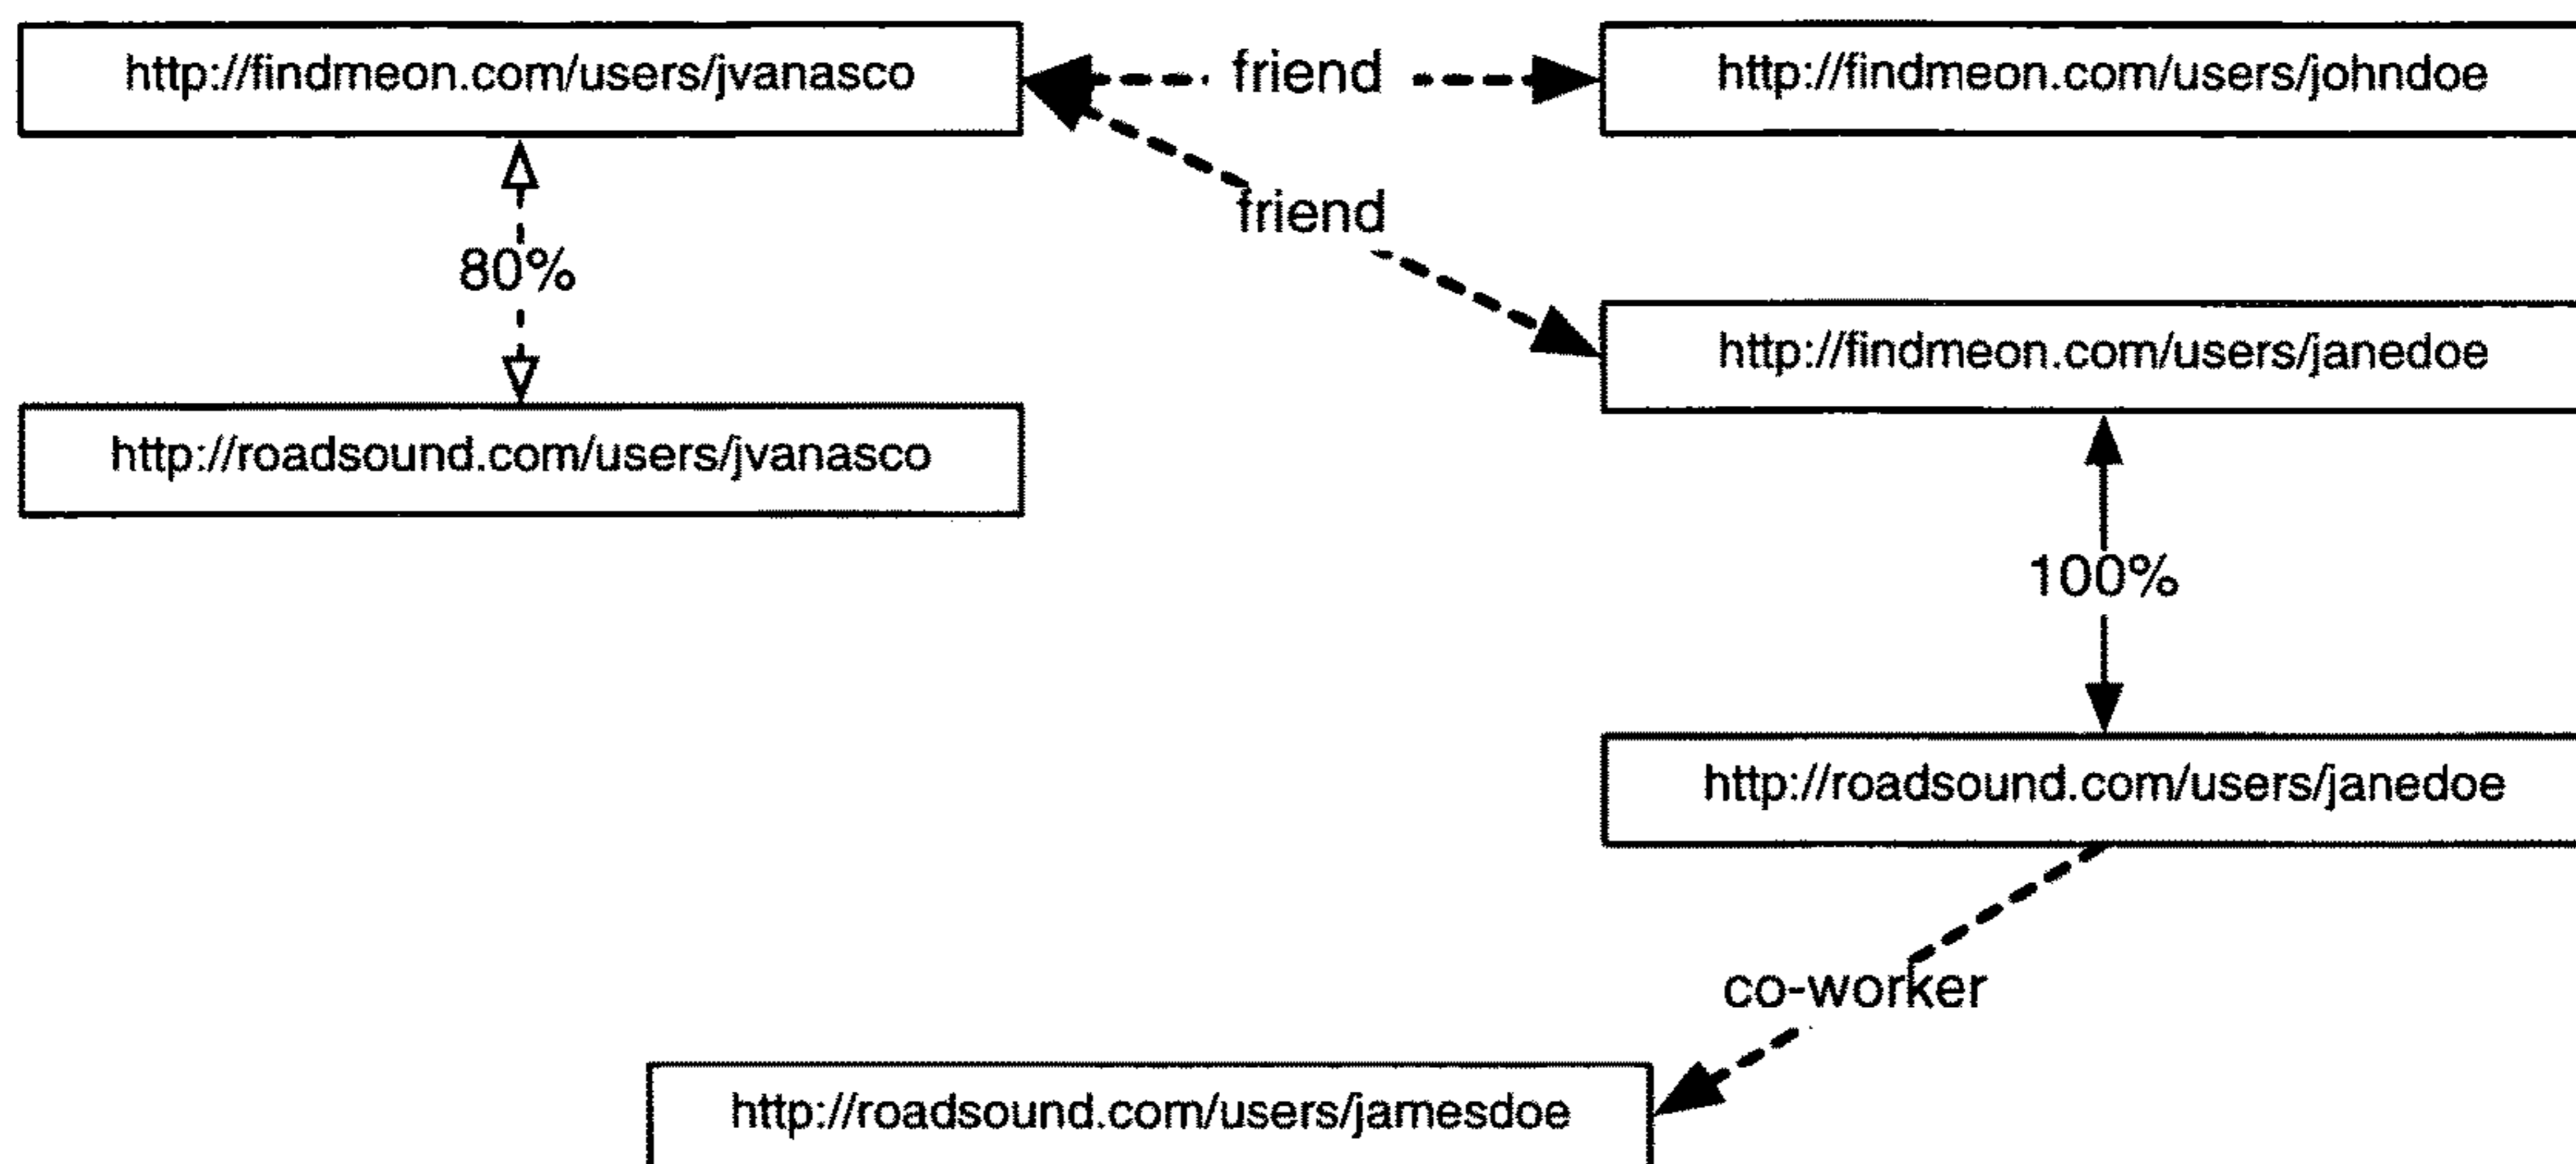 http://findmeon.com/users/jvanasco
friend
http://findmeon.com/users/johndoe
friend
80%
http://findmeon.com/users/janedoe
http://roadsound.com/users/jvanasco
100%
http://roadsound.com/users/janedoe
co-worker
http://roadsound.com/users/jamesdoe